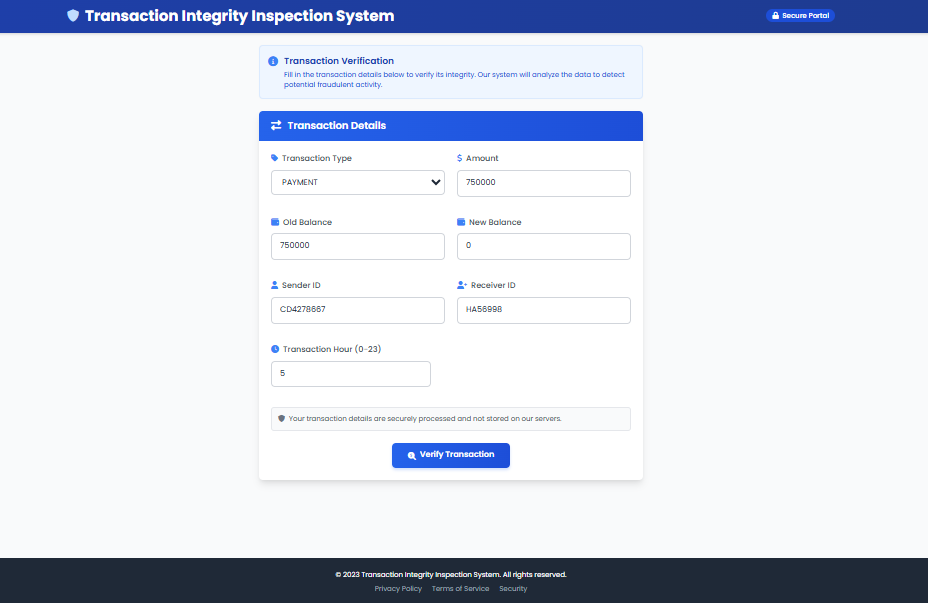 Transaction Integrity Inspection System
Secure Portal
Transaction Verification
Fill in the transaction details below to verify its integrity. Our system will analyze the data to detect
potential fraudulent activity.
Transaction Details
Transaction Type
Amount
PAYMENT
750000
Old Balance
New Balance
750000
0
Sender ID
Receiver ID
CD4278667
HA56998
Transaction Hour (0-23)
5
Your transaction details are securely processed and not stored on our servers.
Verify Transaction
© 2023 Transaction Integrity Inspection System. All rights reserved.
Privacy Policy Terms of Service Security